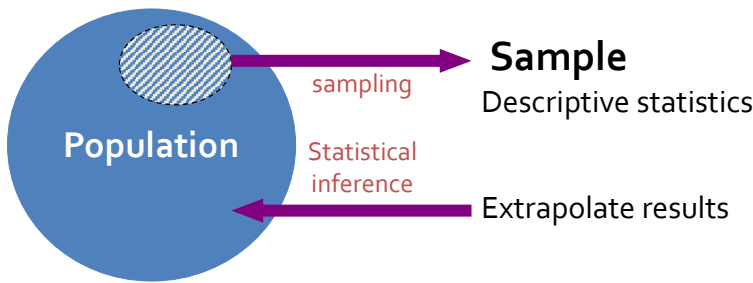 Sample
sampling
Descriptive statistics
Population
Statistical
inference
Extrapolate results